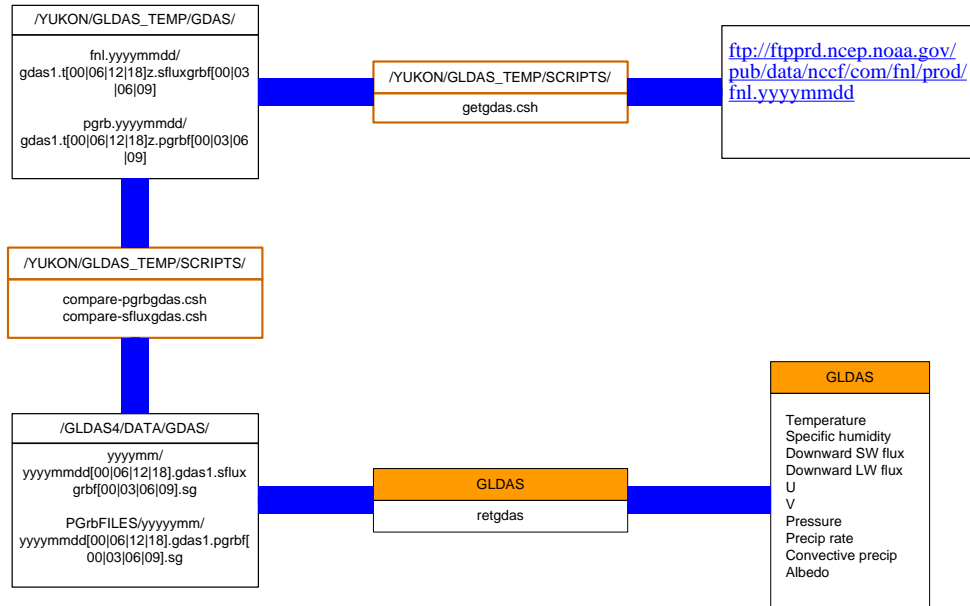 /YUKON/GLDAS_TEMP/GDAS/
fnl.yyyymmdd/
gdas1.t[00|06|12|18]z.sfluxgrbf[00|03
|06|09]
pgrb.yyyymmdd/
gdas1.t[00|06|12|18]z.pgrbf[00|03|06
|09]
/YUKON/GLDAS_TEMP/SCRIPTS/
getgdas.csh
ftp://ftpprd.ncep.noaa.gov/
pub/data/nccf/com/fnl/prod/
fnl.yyyymmdd
/YUKON/GLDAS_TEMP/SCRIPTS/
compare-pgrbgdas.csh
compare-sfluxgdas.csh
/GLDAS4/DATA/GDAS/
yyyymm/
yyyymmdd[00|06|12|18].gdas1.sflux
grbf[00|03|06|09].sg
PGrbFILES/yyyyymm/
yyyymmdd[00|06|12|18].gdas1.pgrbf[
00|03|06|09].sg
GLDAS
retgdas
GLDAS
Temperature
Specific humidity
Downward SW flux
Downward LW flux
U
V
Pressure
Precip rate
Convective precip
Albedo